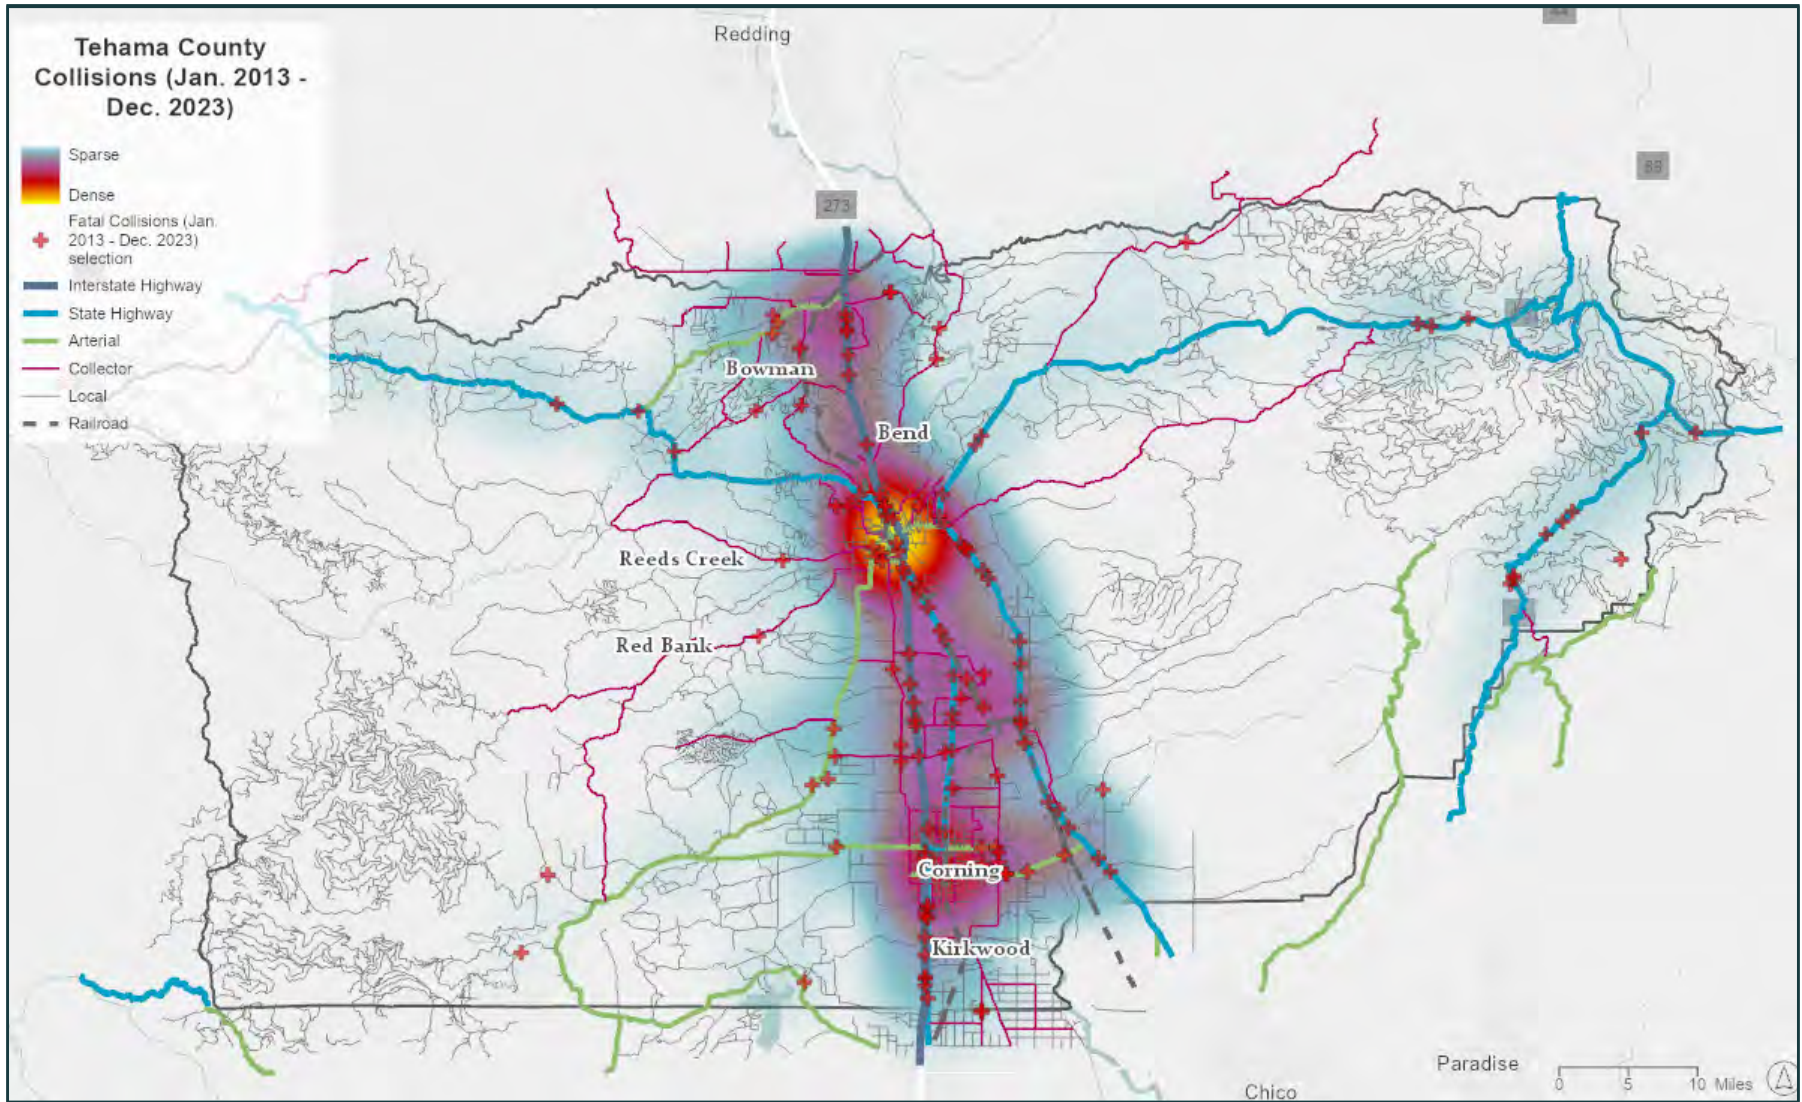 Tehama County
Collisions (Jan. 2013 -
Dec. 2023)
Sparse
Dense
Fatal Collisions (Jan.
2013 - Dec. 2023)
selection
Interstate Highway
State Highway
Arterial
Collector
Local
Railroad
Redding
44
273
Bowman
Bend
Reeds Creek
Red Bank
Corning
Kirkwood
Paradise
Chico
0 5 10 Miles